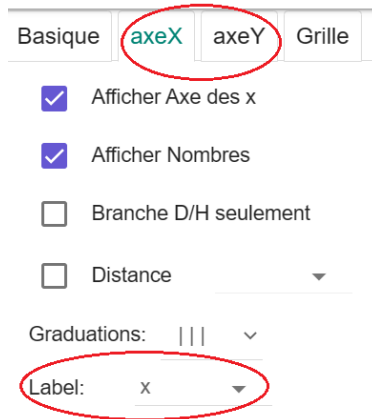 Basique axeX axeY Grille
Afficher Axe des x
Afficher Nombres
Branche D/H seulement
Distance
Graduations: | | |
Label: x